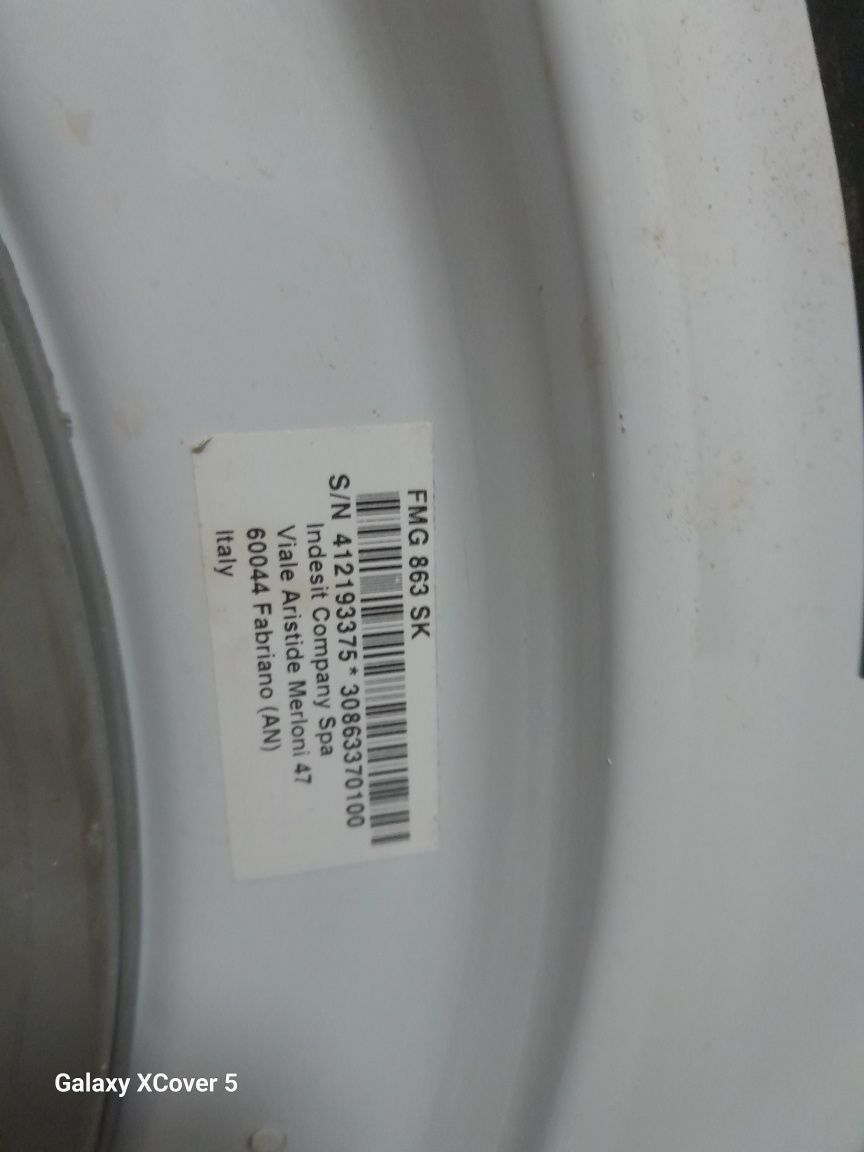 FMG 863 SK
S/N 412193375 * 30863370100
Indesit Company Spa
Viale Aristide Merloni 47
60044 Fabriano (AN)
Italy
Galaxy XCover 5